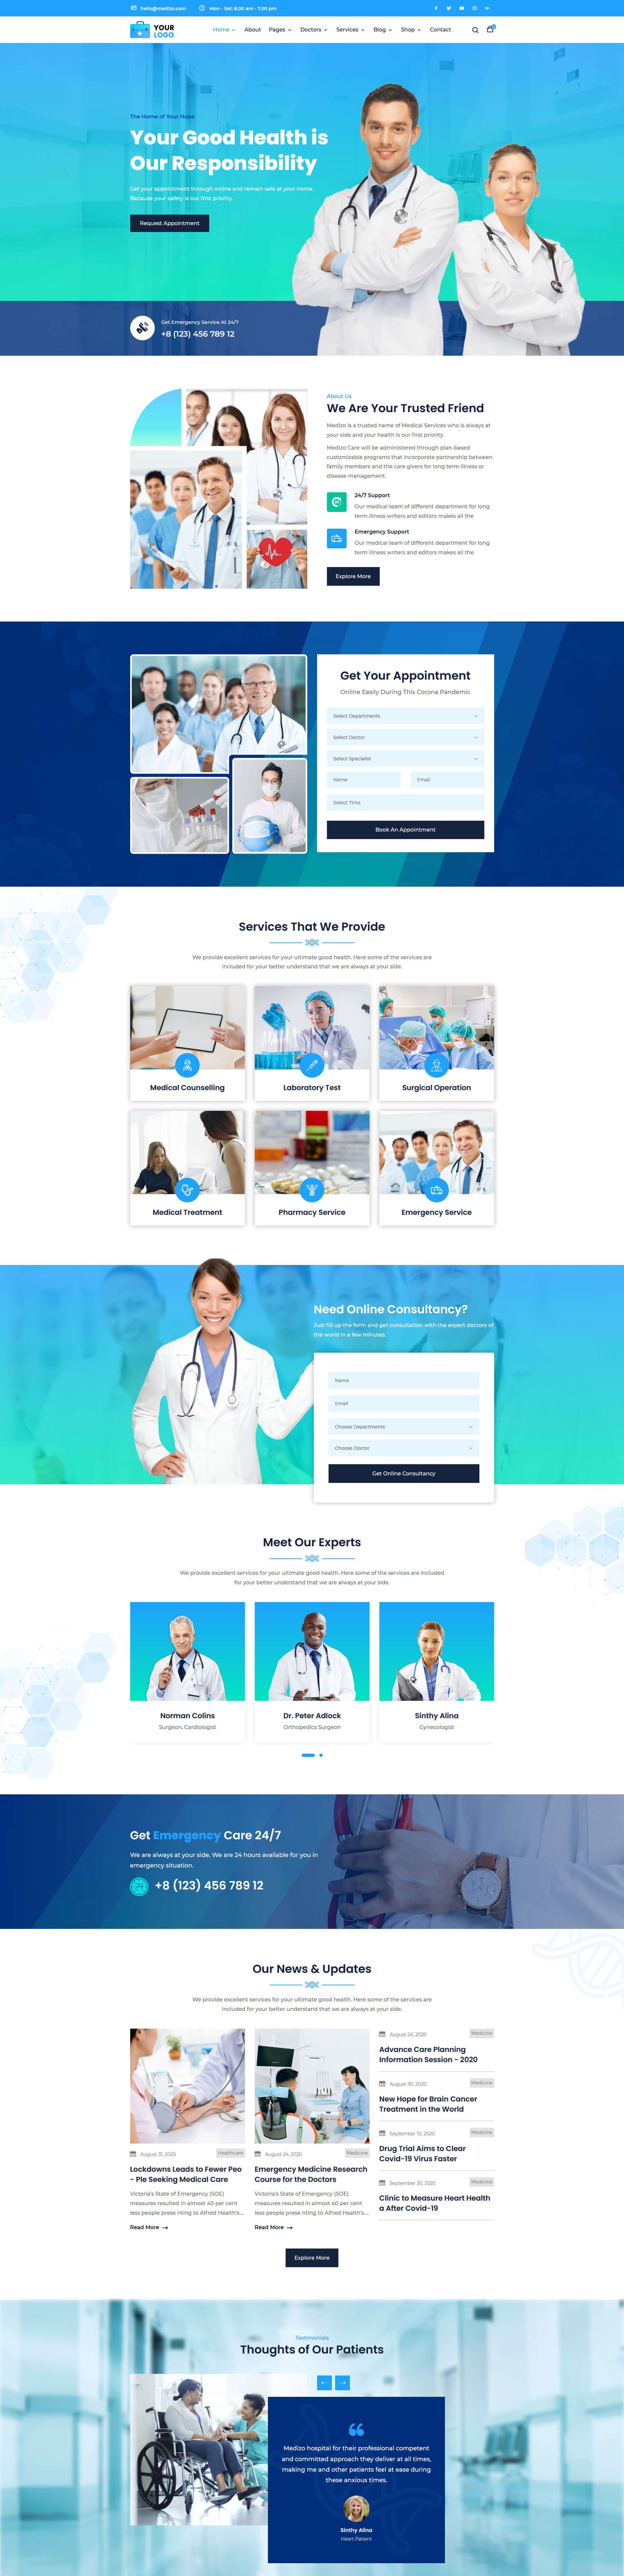 hello@medizo.com
Mon - Sat: 8.00 am - 7.00 pm
YOUR
LOGO
Home
About
Pages
Doctors
Services
Blog
Shop
Contact
The Home of Your Hope
Your Good Health is
Our Responsibility
Get your appointment through online and remain safe at your home.
Because your safety is our first priority.
Request Appointment
Get Emergency Service At 24/7
+8 (123) 456 789 12
About Us
We Are Your Trusted Friend
Medizo is a trusted name of Medical Services who is always at
your side and your health is our first priority.
Medizo Care will be administered through plan-based
customizable programs that incorporate partnership between
family members and the care givers for long term illness or
disease management.
24/7 Support
Our medical team of different department for long
term illness writers and editors makes all the
Emergency Support
Our medical team of different department for long
term illness writers and editors makes all the
Explore More
Get Your Appointment
Online Easily During This Corona Pandemic
Select Departments
Select Doctor
Select Specialist
Name
Email
Select Time
Book An Appointment
Services That We Provide
We provide excellent services for your ultimate good health. Here some of the services are
included for your better understand that we are always at your side.
Medical Counselling
Laboratory Test
Surgical Operation
Medical Treatment
Pharmacy Service
Emergency Service
Need Online Consultancy?
Just fill up the form and get consultation with the expert doctors of
the world in a few minutes.
Name
Email
Choose Departments
Choose Doctor
Get Online Consultancy
Meet Our Experts
We provide excellent services for your ultimate good health. Here some of the services are included
for your better understand that we are always at your side.
Norman Colins
Surgeon, Cardiologist
Dr. Peter Adlock
Orthopedics Surgeon
Sinthy Alina
Gynecologist
Get Emergency Care 24/7
We are always at your side. We are 24 hours available for you in
emergency situation.
+8 (123) 456 789 12
Our News & Updates
We provide excellent services for your ultimate good health. Here some of the services are
included for your better understand that we are always at your side.
August 31, 2020
Healthcare
Lockdowns Leads to Fewer Peo
- Ple Seeking Medical Care
Victoria's State of Emergency (SOE)
measures resulted in almost 40 per cent
less people prese nting to Alfred Health's...
Read More
August 24, 2020
Medicine
Emergency Medicine Research
Course for the Doctors
Victoria's State of Emergency (SOE)
measures resulted in almost 40 per cent
less people prese nting to Alfred Health's...
Read More
August 24, 2020
Medicine
Advance Care Planning
Information Session - 2020
August 30, 2020
Medicine
New Hope for Brain Cancer
Treatment in the World
September 10, 2020
Medicine
Drug Trial Aims to Clear
Covid-19 Virus Faster
September 20, 2020
Medicine
Clinic to Measure Heart Health
a After Covid-19
Explore More
Testimonials
Thoughts of Our Patients
Medizo hospital for their professional competent
and committed approach they deliver at all times,
making me and other patients feel at ease during
these anxious times.
Sinthy Alina
Heart Patient